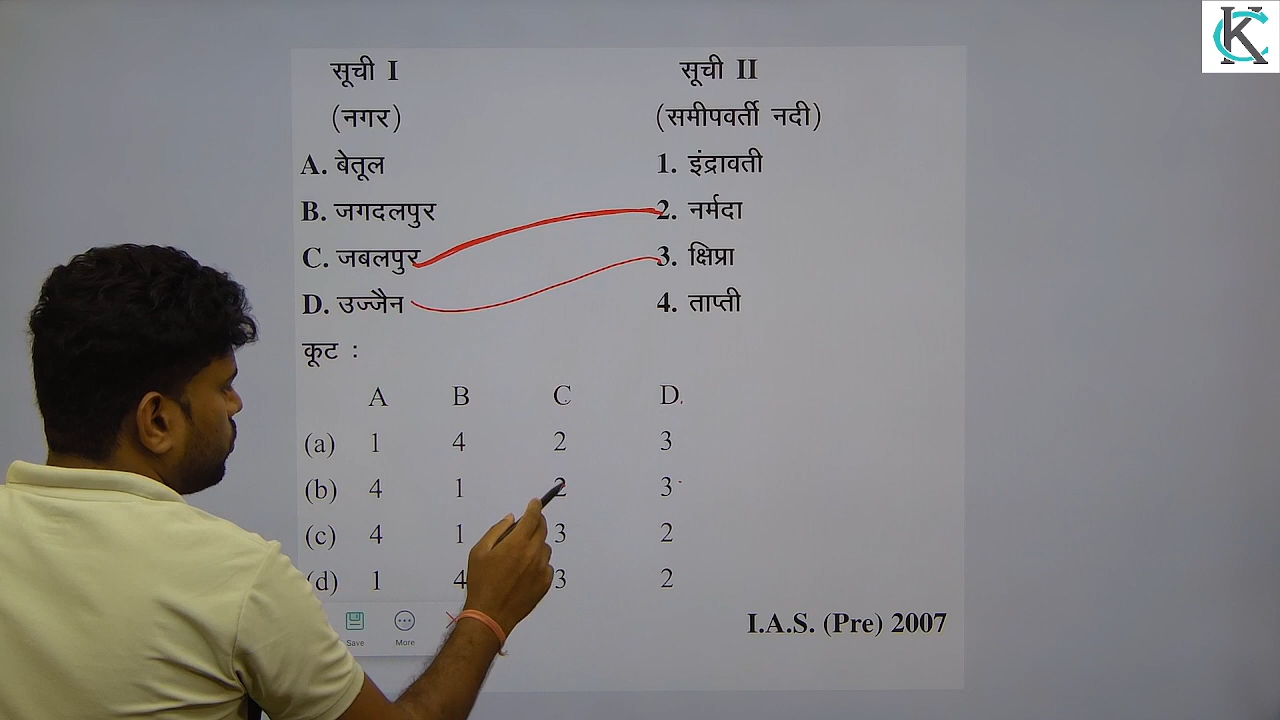 KC
सूची I सूची II
(नगर) (समीपवर्ती नदी)
A. बेतूल 1. इंद्रावती
B. जगदलपुर 2. नर्मदा
C. जबलपुर 3. क्षिप्रा
D. उज्जैन 4. ताप्ती
कूट :
A B C D.
(a) 1 4 2 3
(b) 4 1 2 3
(c) 4 1 3 2
(d) 1 4 3 2
I.A.S. (Pre) 2007
Save More